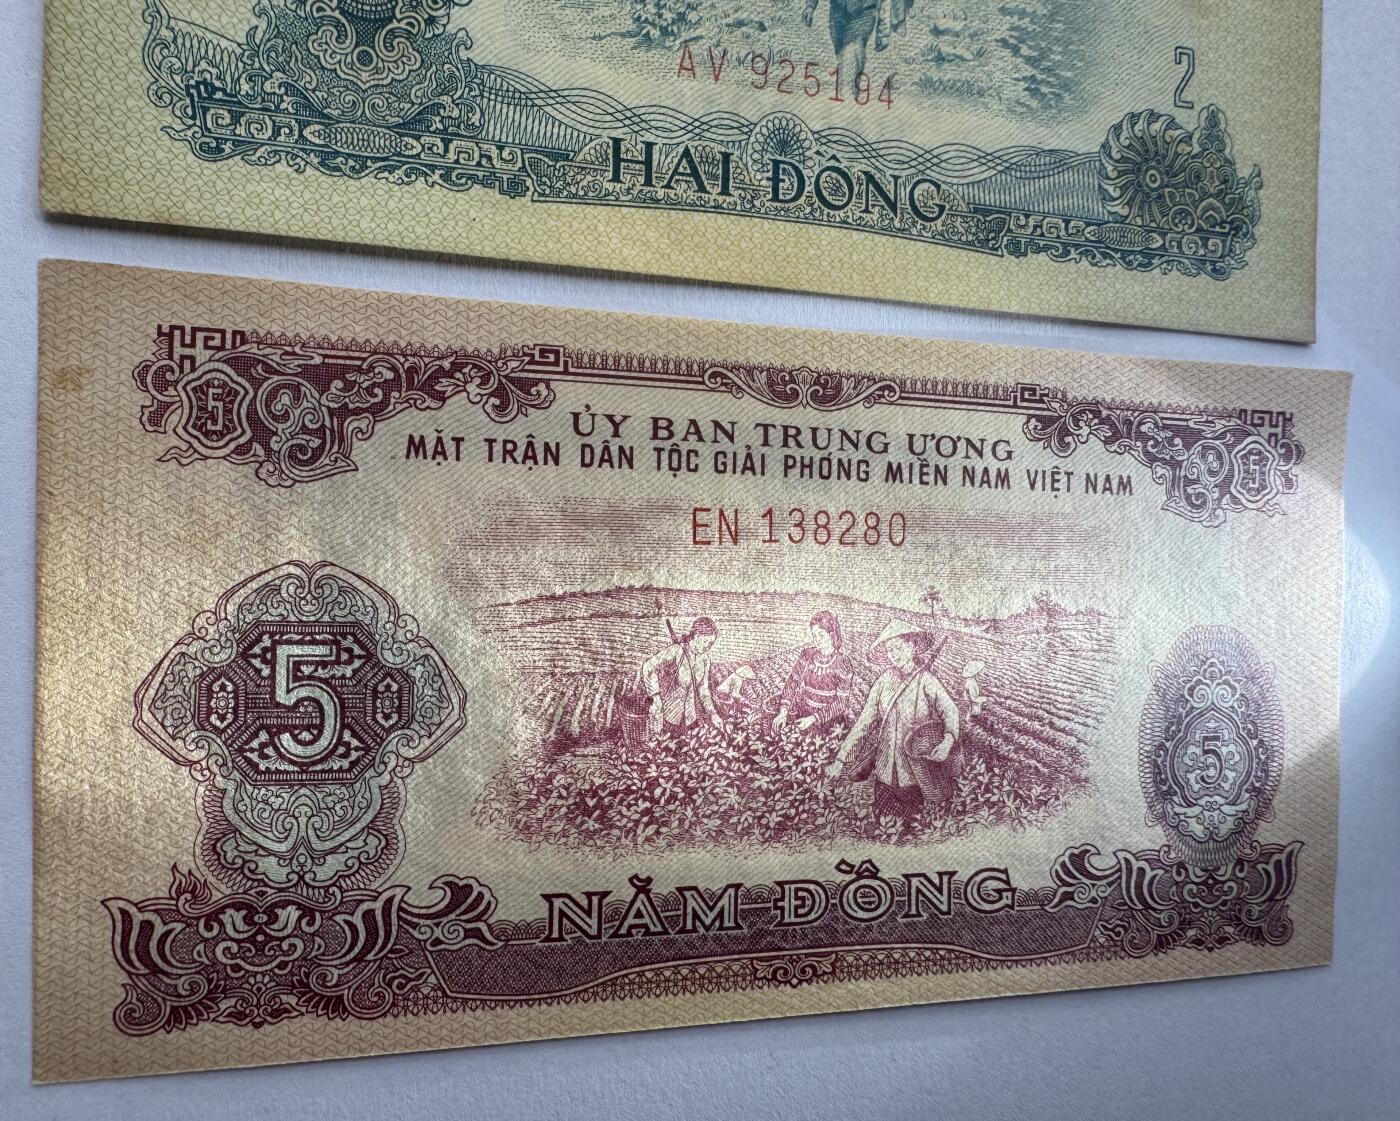 AV 925194
2
HAI ĐỒNG
5
5
ỦY BAN TRUNG ƯƠNG
MẶT TRẬN DÂN TỘC GIẢI PHÓNG MIỀN NAM VIỆT NAM
EN 138280
5
5
NĂM ĐỒNG